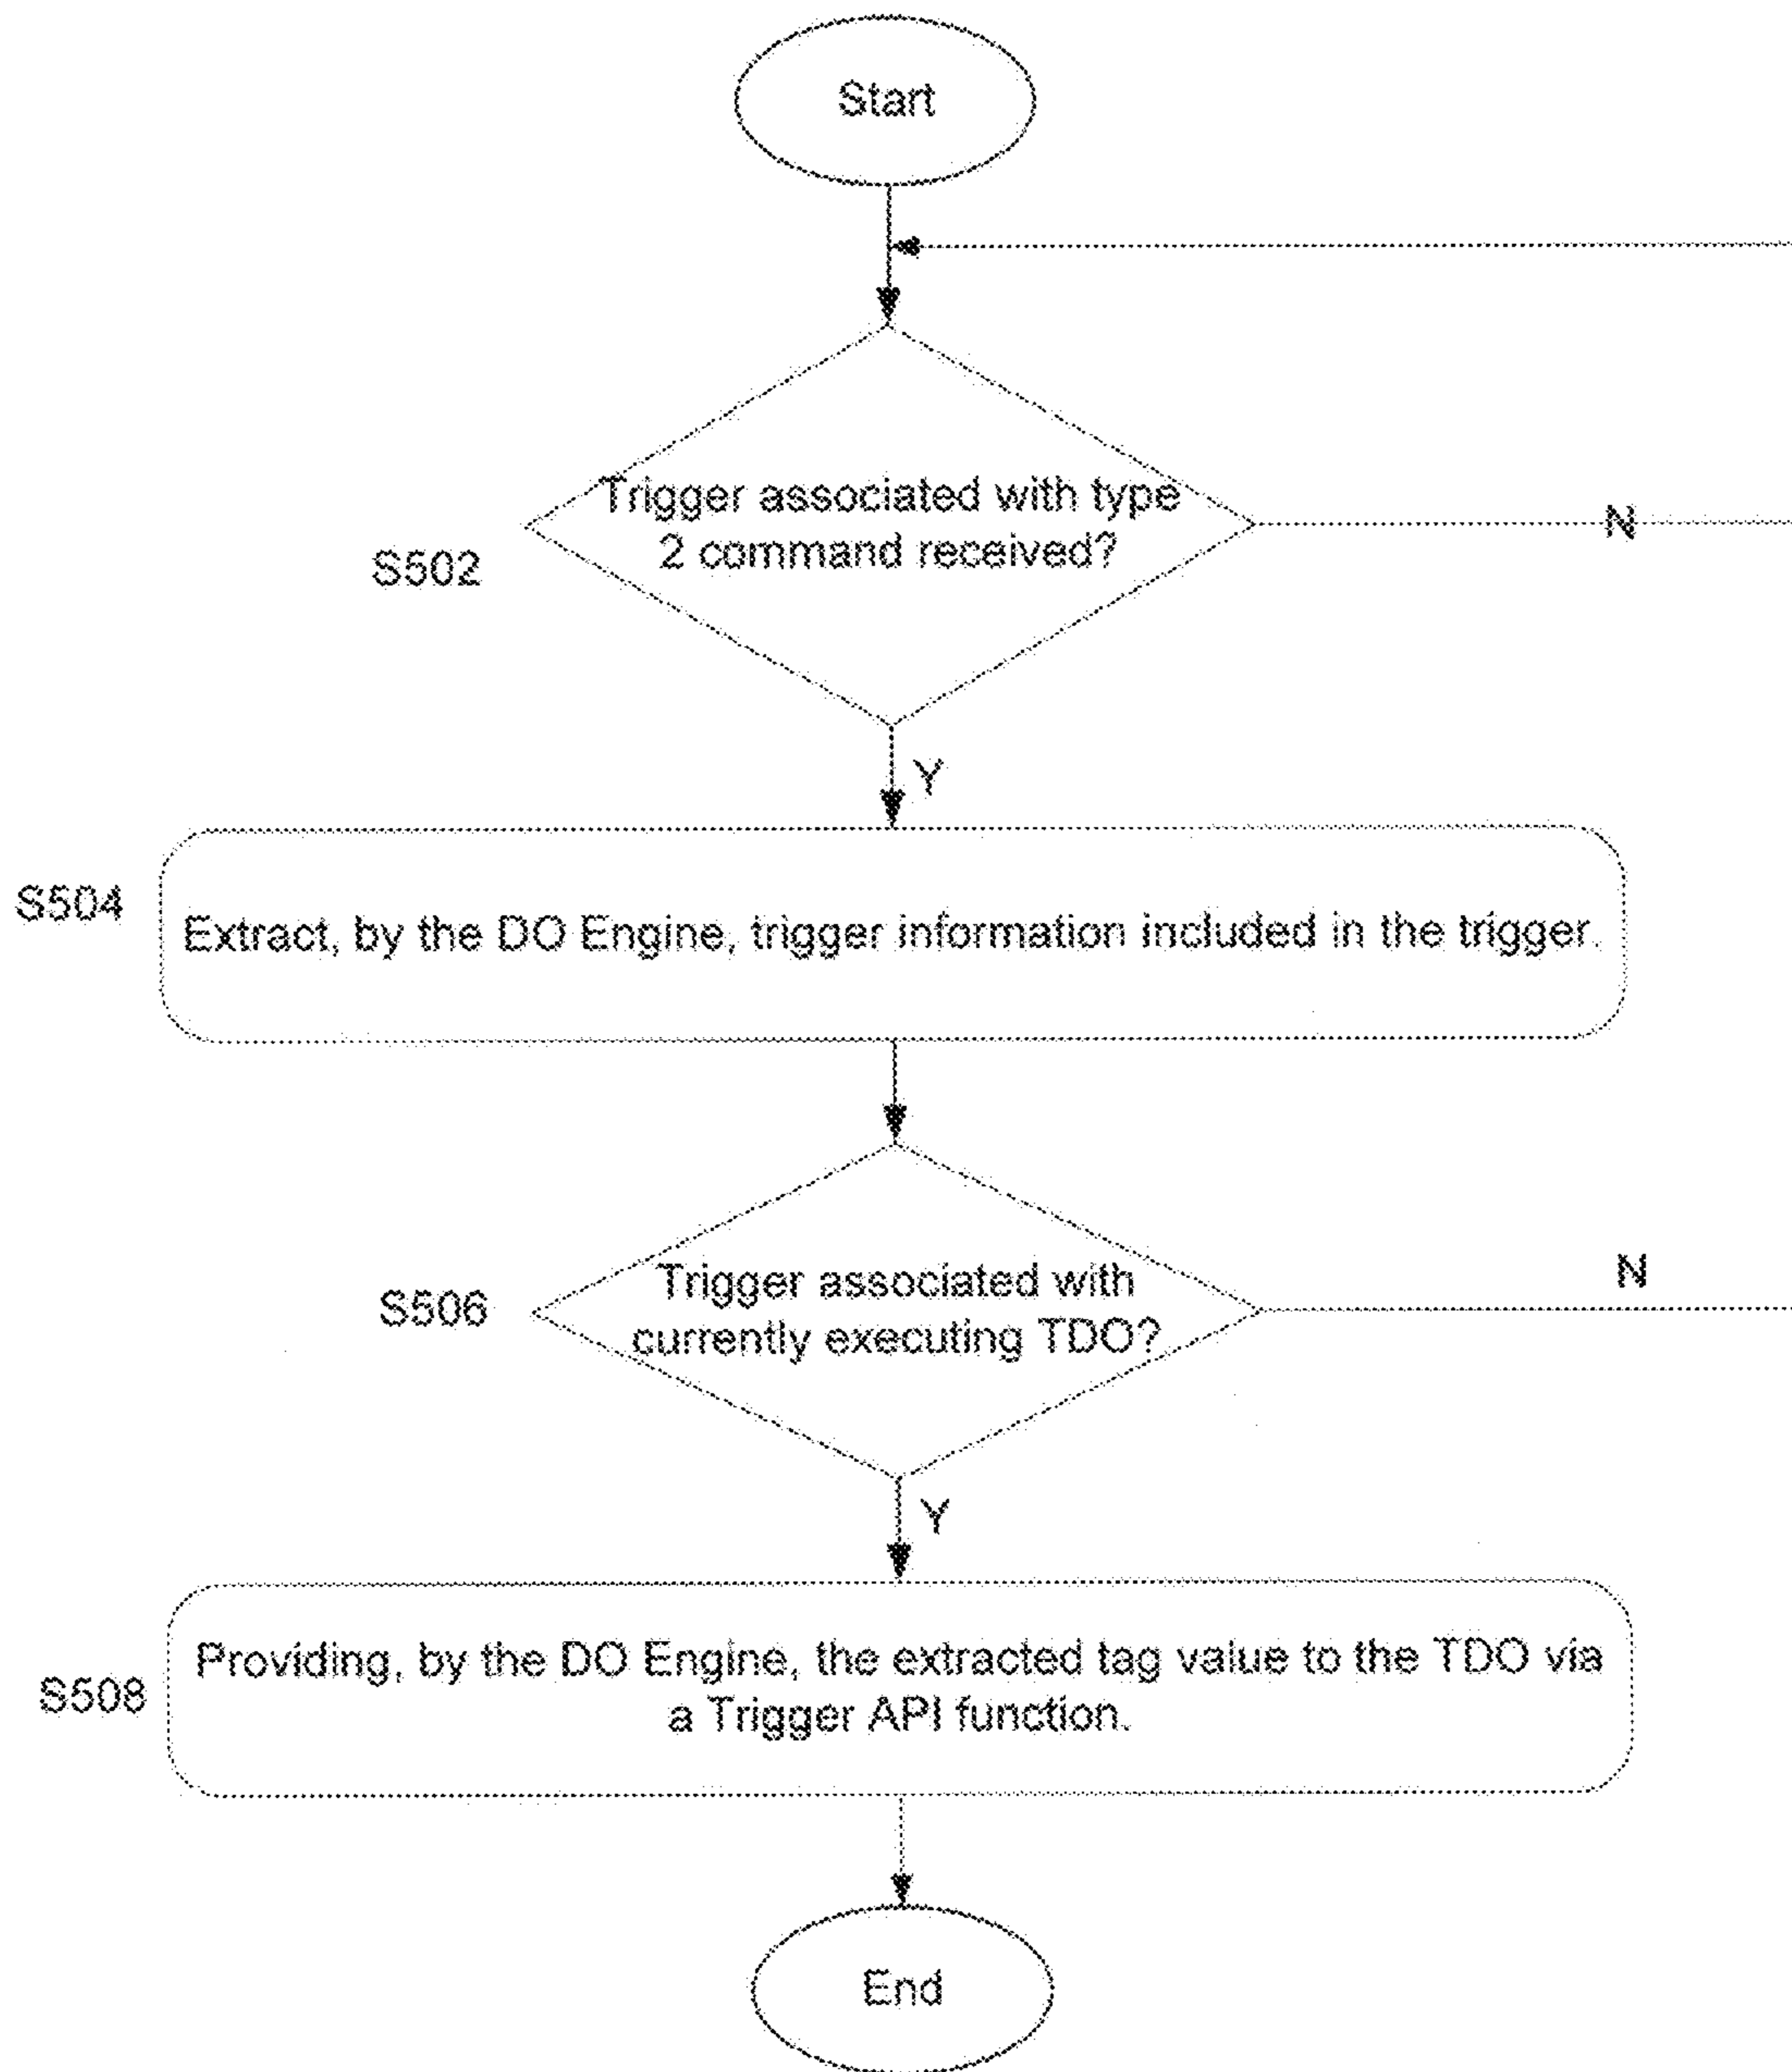 Start
Trigger associated with type
2 command received?
N
S502
Y
S504
Extract, by the DO Engine, trigger information included in the trigger.
Trigger associated with
currently executing TDO?
N
S506
Y
Providing, by the DO Engine, the extracted tag value to the TDO via
a Trigger API function.
S508
End